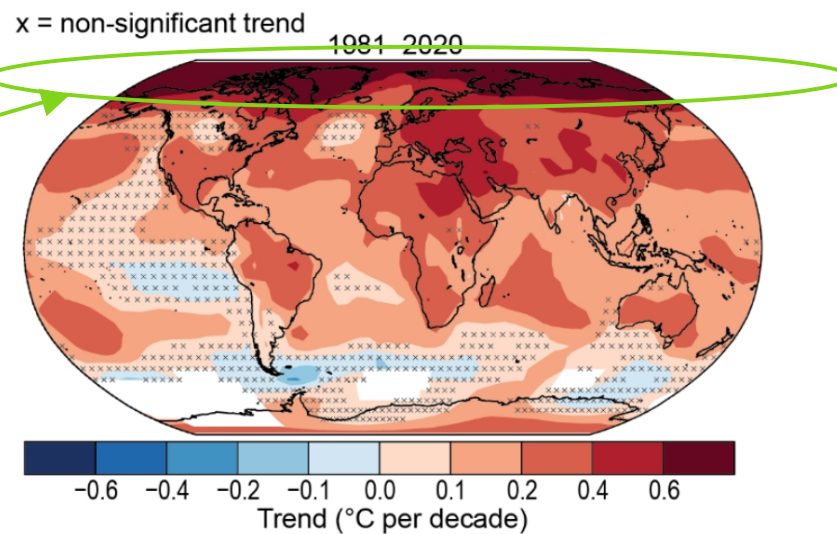 x = non-significant trend
1981–2020
−0.6 −0.4 −0.2 −0.1 0.0 0.1 0.2 0.4 0.6
Trend (°C per decade)